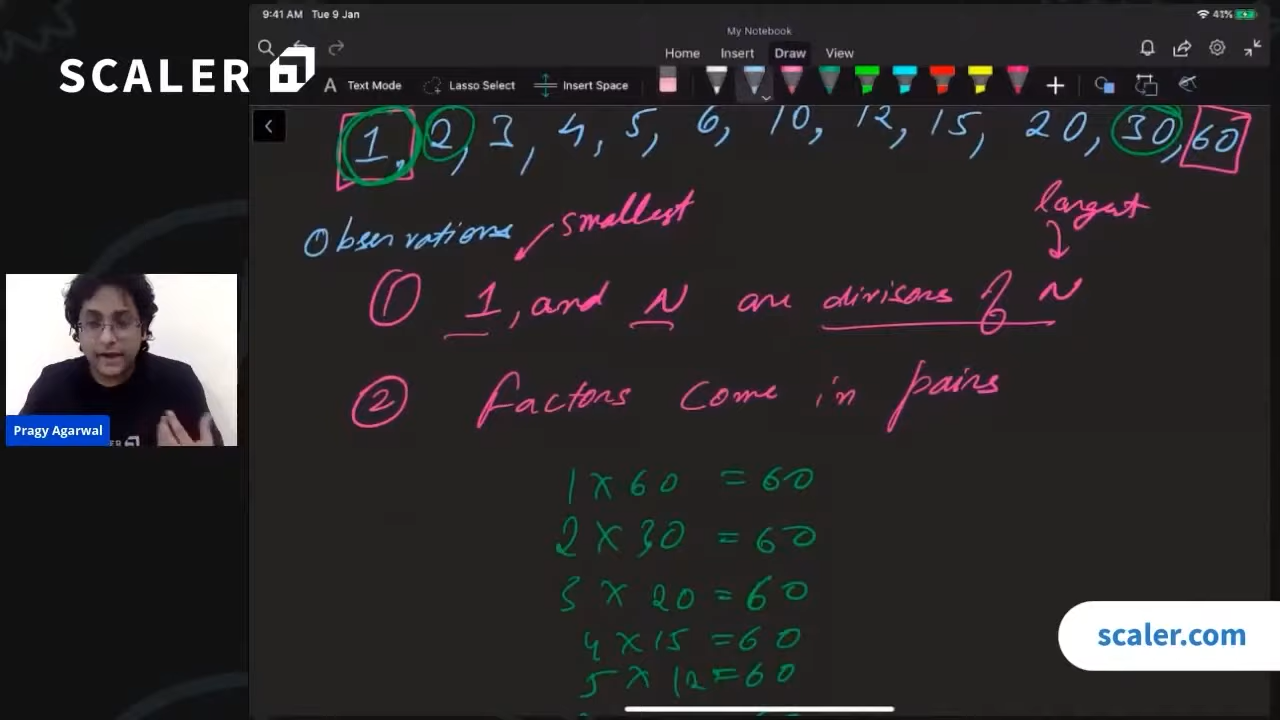 9:41 AM Tue 9 Jan
41%
My Notebook
Home Insert Draw View
SCALER
A Text Mode Lasso Select Insert Space
1, 2, 3, 4, 5, 6, 10, 12, 15, 20, 30, 60
smallest
largest
Observations
① 1, and N are divisors of N
② factors come in pairs
1 x 60 = 60
2 x 30 = 60
3 x 20 = 60
4 x 15 = 60
5 x 12 = 60
Pragy Agarwal
scaler.com